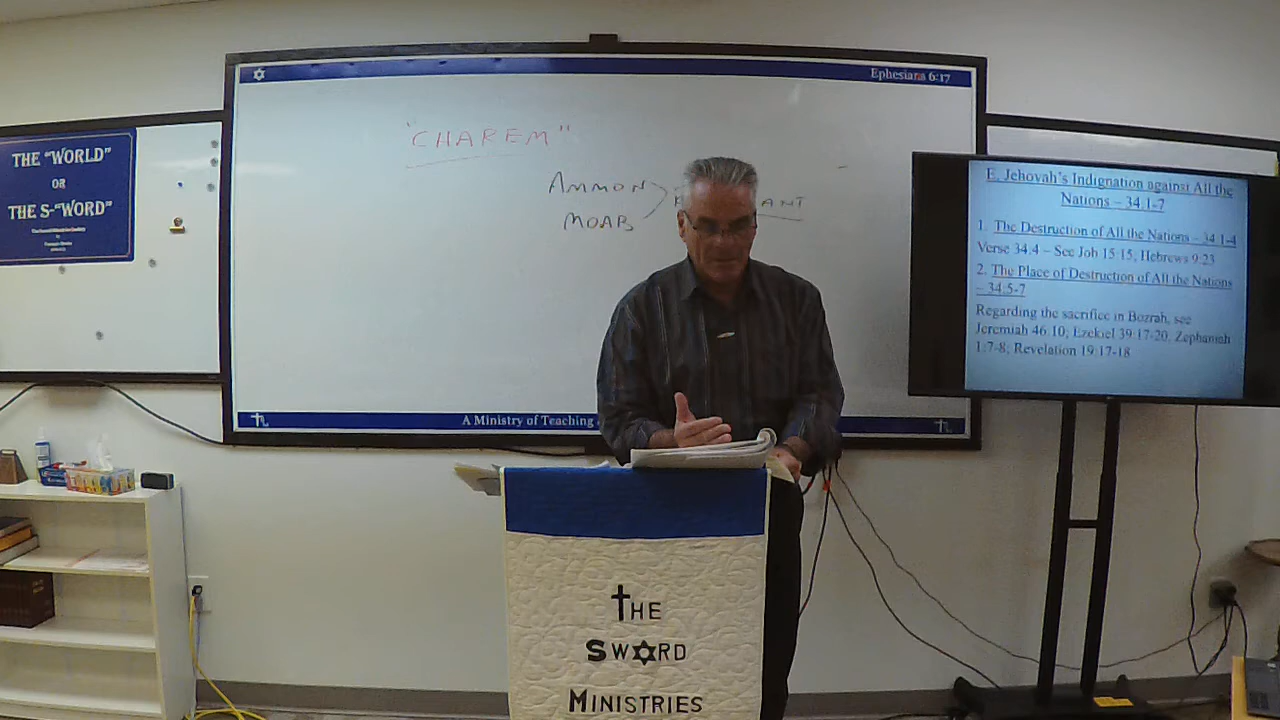 Ephesians 6:17
THE "WORLD"
OR
THE S-"WORD"
"CHAREM"
AMMON
MOAB
ANT
A Ministry of Teaching
E. Jehovah's Indignation against All the
Nations – 34.1-7
1. The Destruction of All the Nations – 34.1-4
Verse 34.4 – See Job 15:15, Hebrews 9:23
2. The Place of Destruction of All the Nations
– 34.5-7
Regarding the sacrifice in Bozrah, see
Jeremiah 46:10; Ezekiel 39:17-20, Zephaniah
1:7-8; Revelation 19:17-18
THE
SWORD
MINISTRIES